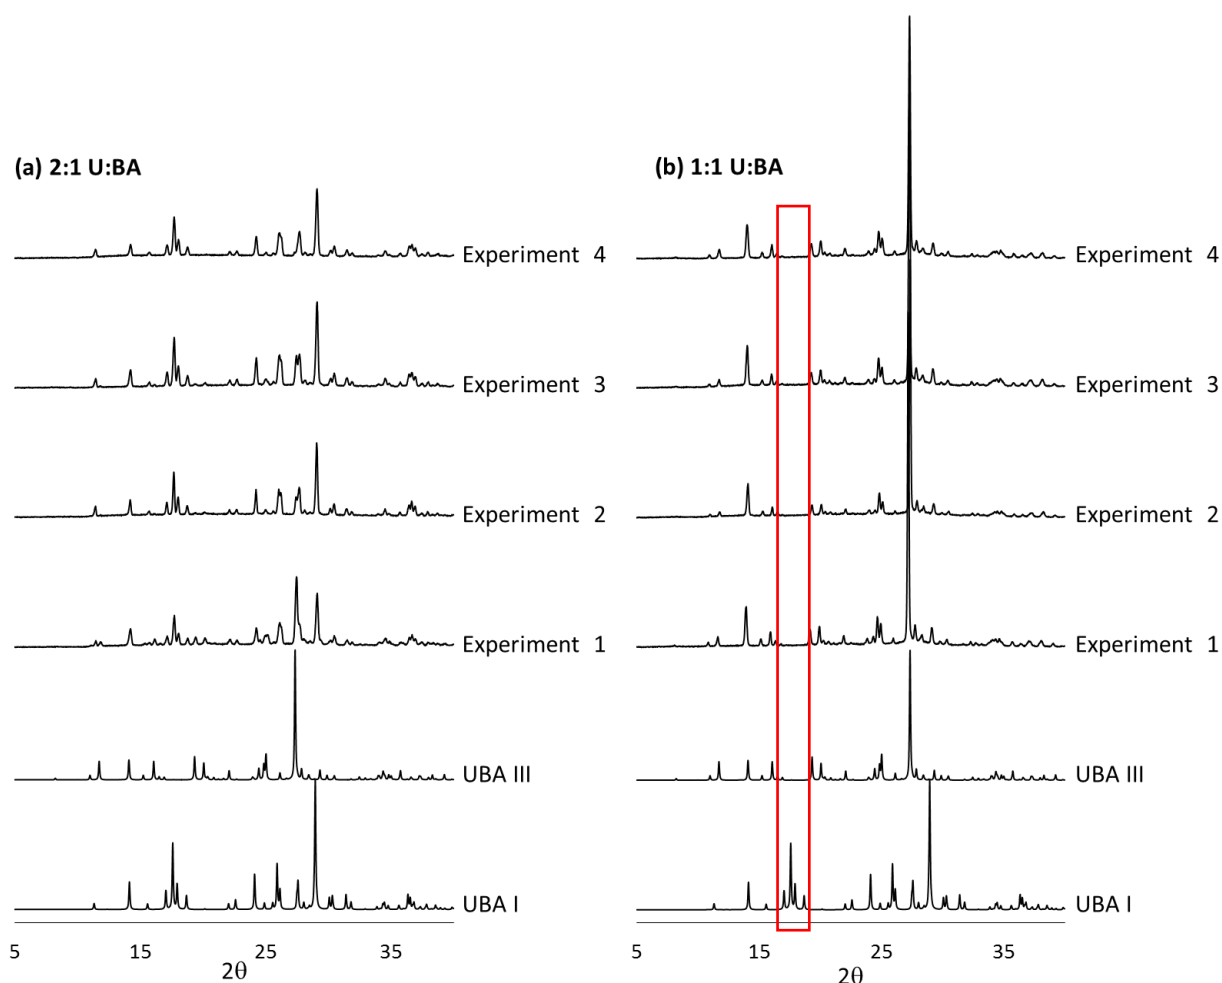 (a) 2:1 U:BA
Experiment 4
Experiment 3
Experiment 2
Experiment 1
UBA III
UBA I
5 15 25 35
2θ
(b) 1:1 U:BA
Experiment 4
Experiment 3
Experiment 2
Experiment 1
UBA III
UBA I
5 15 25 35
2θ